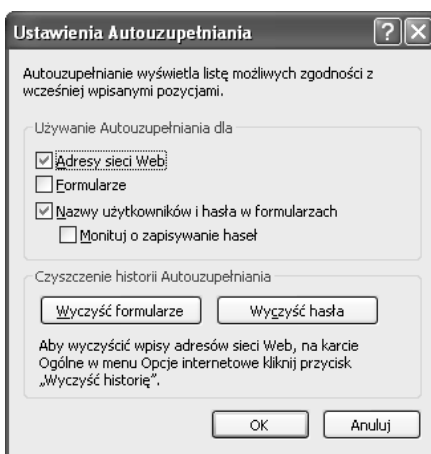 Ustawienia Autouzupełniania
Autouzupełnianie wyświetla listę możliwych zgodności z
wcześniej wpisanymi pozycjami.
Używanie Autouzupełniania dla
Adresy sieci Web
Formularze
Nazwy użytkowników i hasła w formularzach
Monituj o zapisywanie haseł
Czyszczenie historii Autouzupełniania
Wyczyść formularze
Wyczyść hasła
Aby wyczyścić wpisy adresów sieci Web, na karcie
Ogólne w menu Opcje internetowe kliknij przycisk
„Wyczyść historię”.
OK
Anuluj